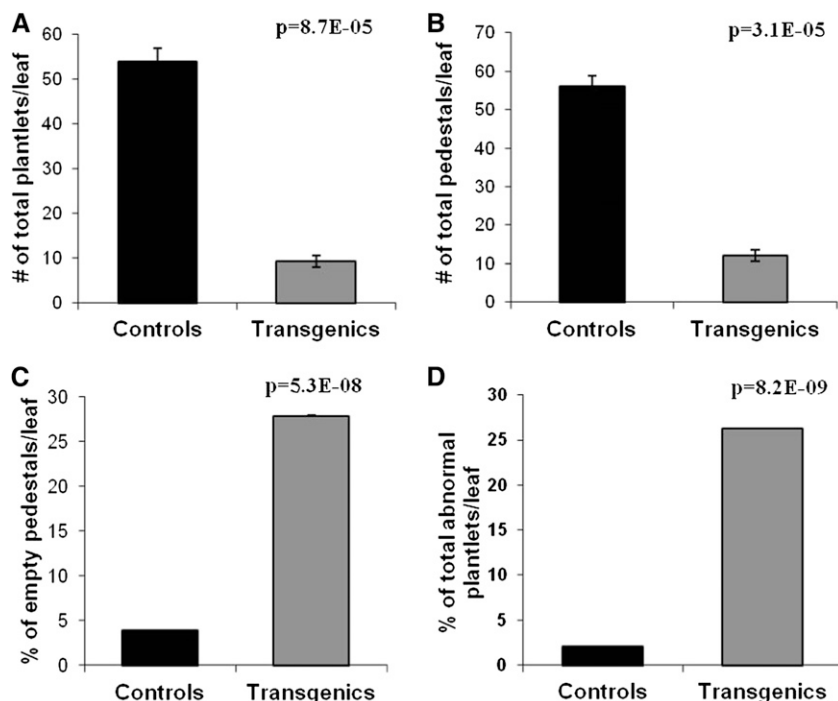 A
p=8.7E-05
# of total plantlets/leaf
60
50
40
30
20
10
0
Controls
Transgenics
B
p=3.1E-05
# of total pedestals/leaf
70
60
50
40
30
20
10
0
Controls
Transgenics
C
p=5.3E-08
% of empty pedestals/leaf
30
25
20
15
10
5
0
Controls
Transgenics
D
p=8.2E-09
% of total abnormal
plantlets/leaf
30
25
20
15
10
5
0
Controls
Transgenics